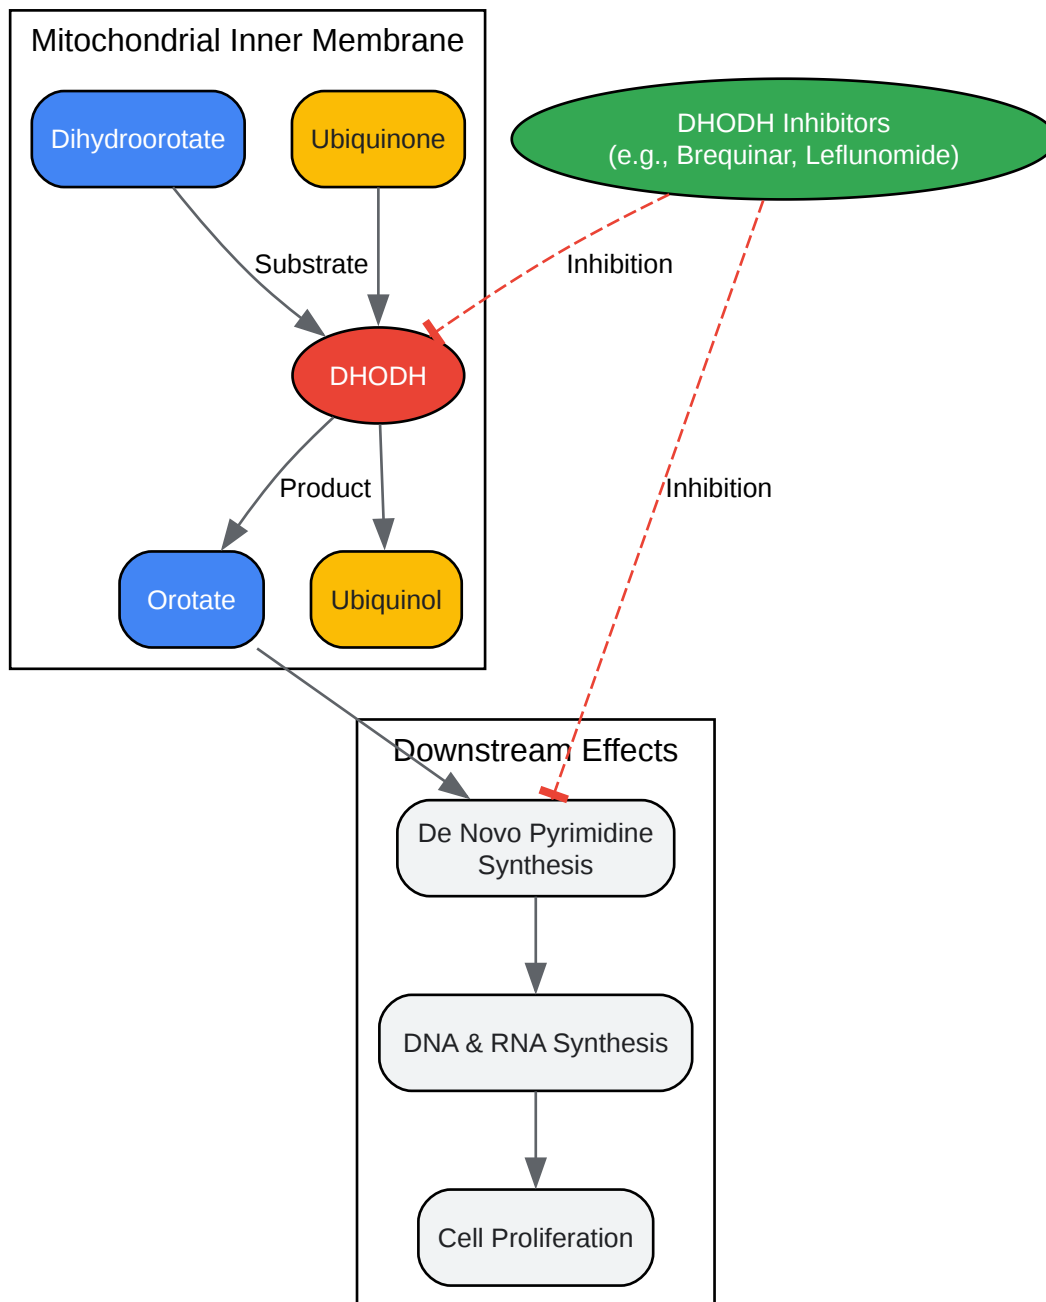 Mitochondrial Inner Membrane
Dihydroorotate
Ubiquinone
DHODH Inhibitors
(e.g., Brequinar, Leflunomide)
Substrate
Inhibition
DHODH
Product
Inhibition
Orotate
Ubiquinol
Downstream Effects
De Novo Pyrimidine
Synthesis
DNA & RNA Synthesis
Cell Proliferation